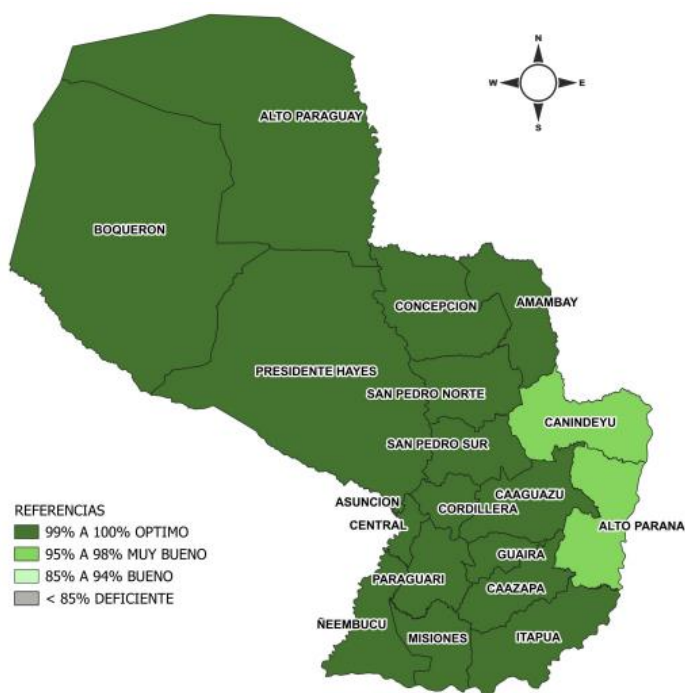 N
W
E
S
ALTO PARAGUAY
BOQUERON
CONCEPCION
AMAMBAY
PRESIDENTE HAYES
SAN PEDRO NORTE
CANINDEYU
SAN PEDRO SUR
ASUNCION
CAAGUAZU
CORDILLERA
CENTRAL
ALTO PARANA
GUAIRA
PARAGUARI
CAAZAPA
ÑEEMBUCU
MISIONES
ITAPUA
REFERENCIAS
99% A 100% OPTIMO
95% A 98% MUY BUENO
85% A 94% BUENO
< 85% DEFICIENTE